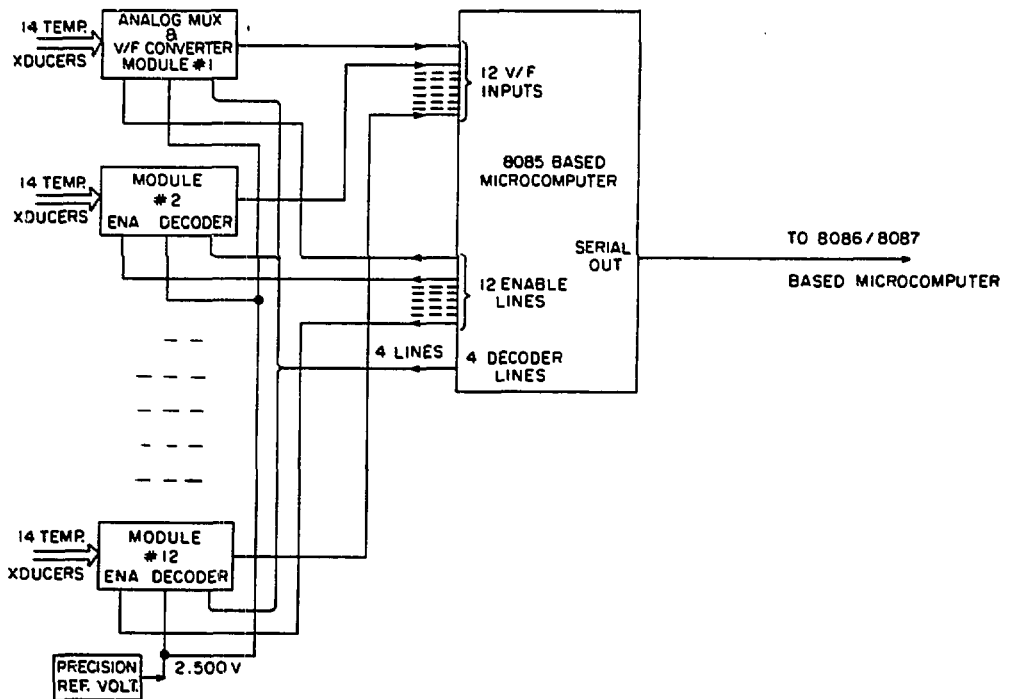 14 TEMP.
XDUCERS
ANALOG MUX
&
V/F CONVERTER
MODULE #1
12 V/F
INPUTS
8085 BASED
MICROCOMPUTER
14 TEMP.
XDUCERS
MODULE
#2
ENA DECODER
SERIAL
OUT
TO 8086/8087
BASED MICROCOMPUTER
12 ENABLE
LINES
4 LINES
4 DECODER
LINES
14 TEMP.
XDUCERS
MODULE
#12
ENA DECODER
PRECISION
REF. VOLT.
2.500 V